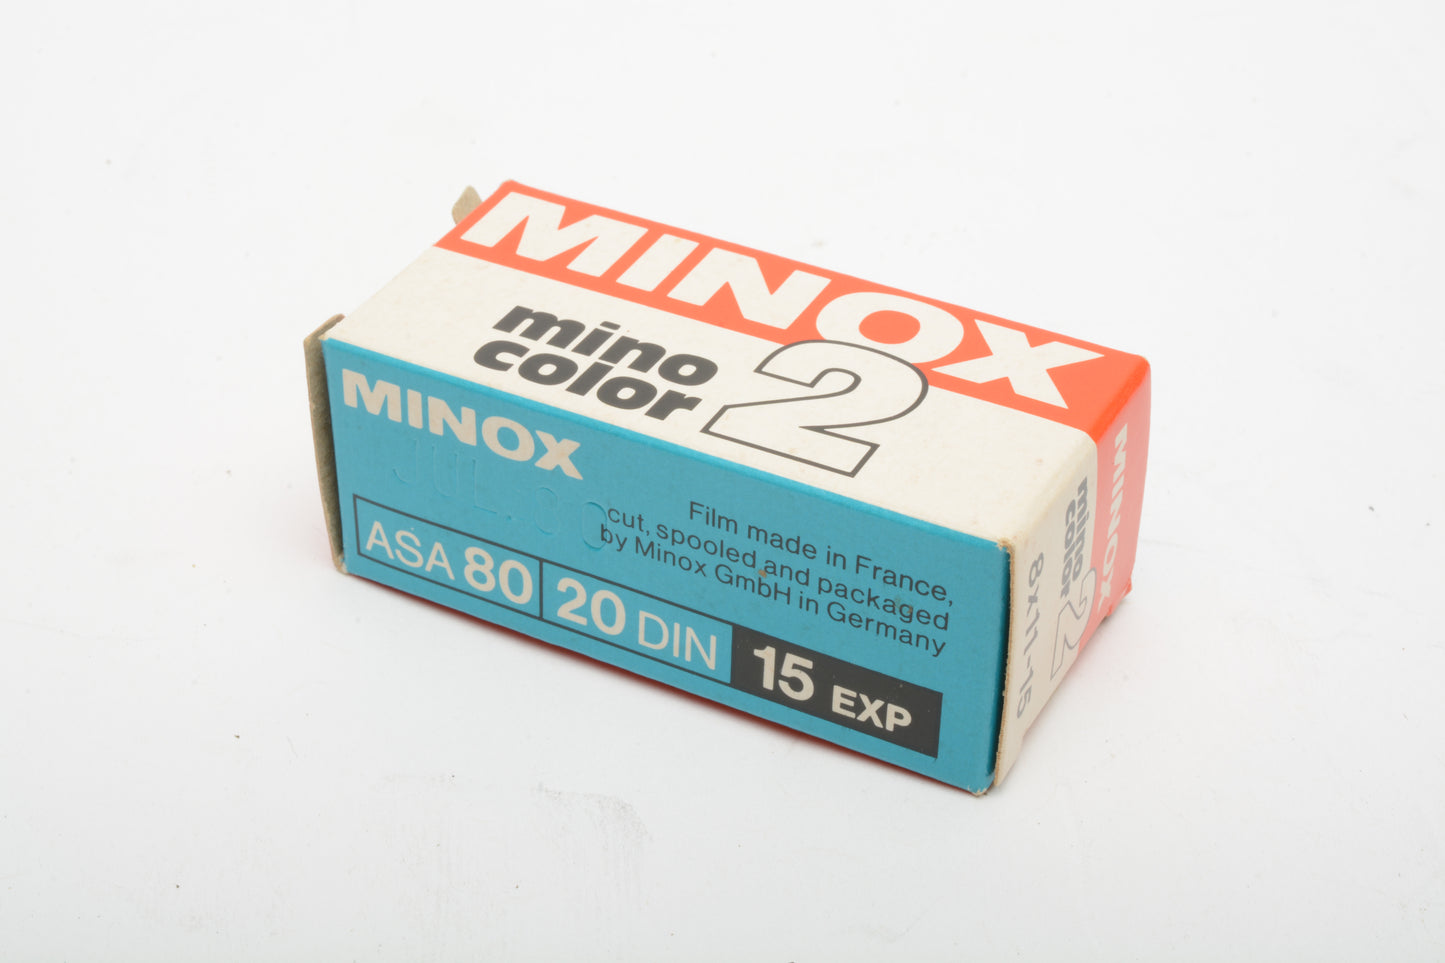 MINOX
mino
color 2
MINOX
Film made in France,
cut, spooled and packaged
by Minox GmbH in Germany
ASA 80 20 DIN 15 EXP
MINOX
mino
color 2
8x11-15